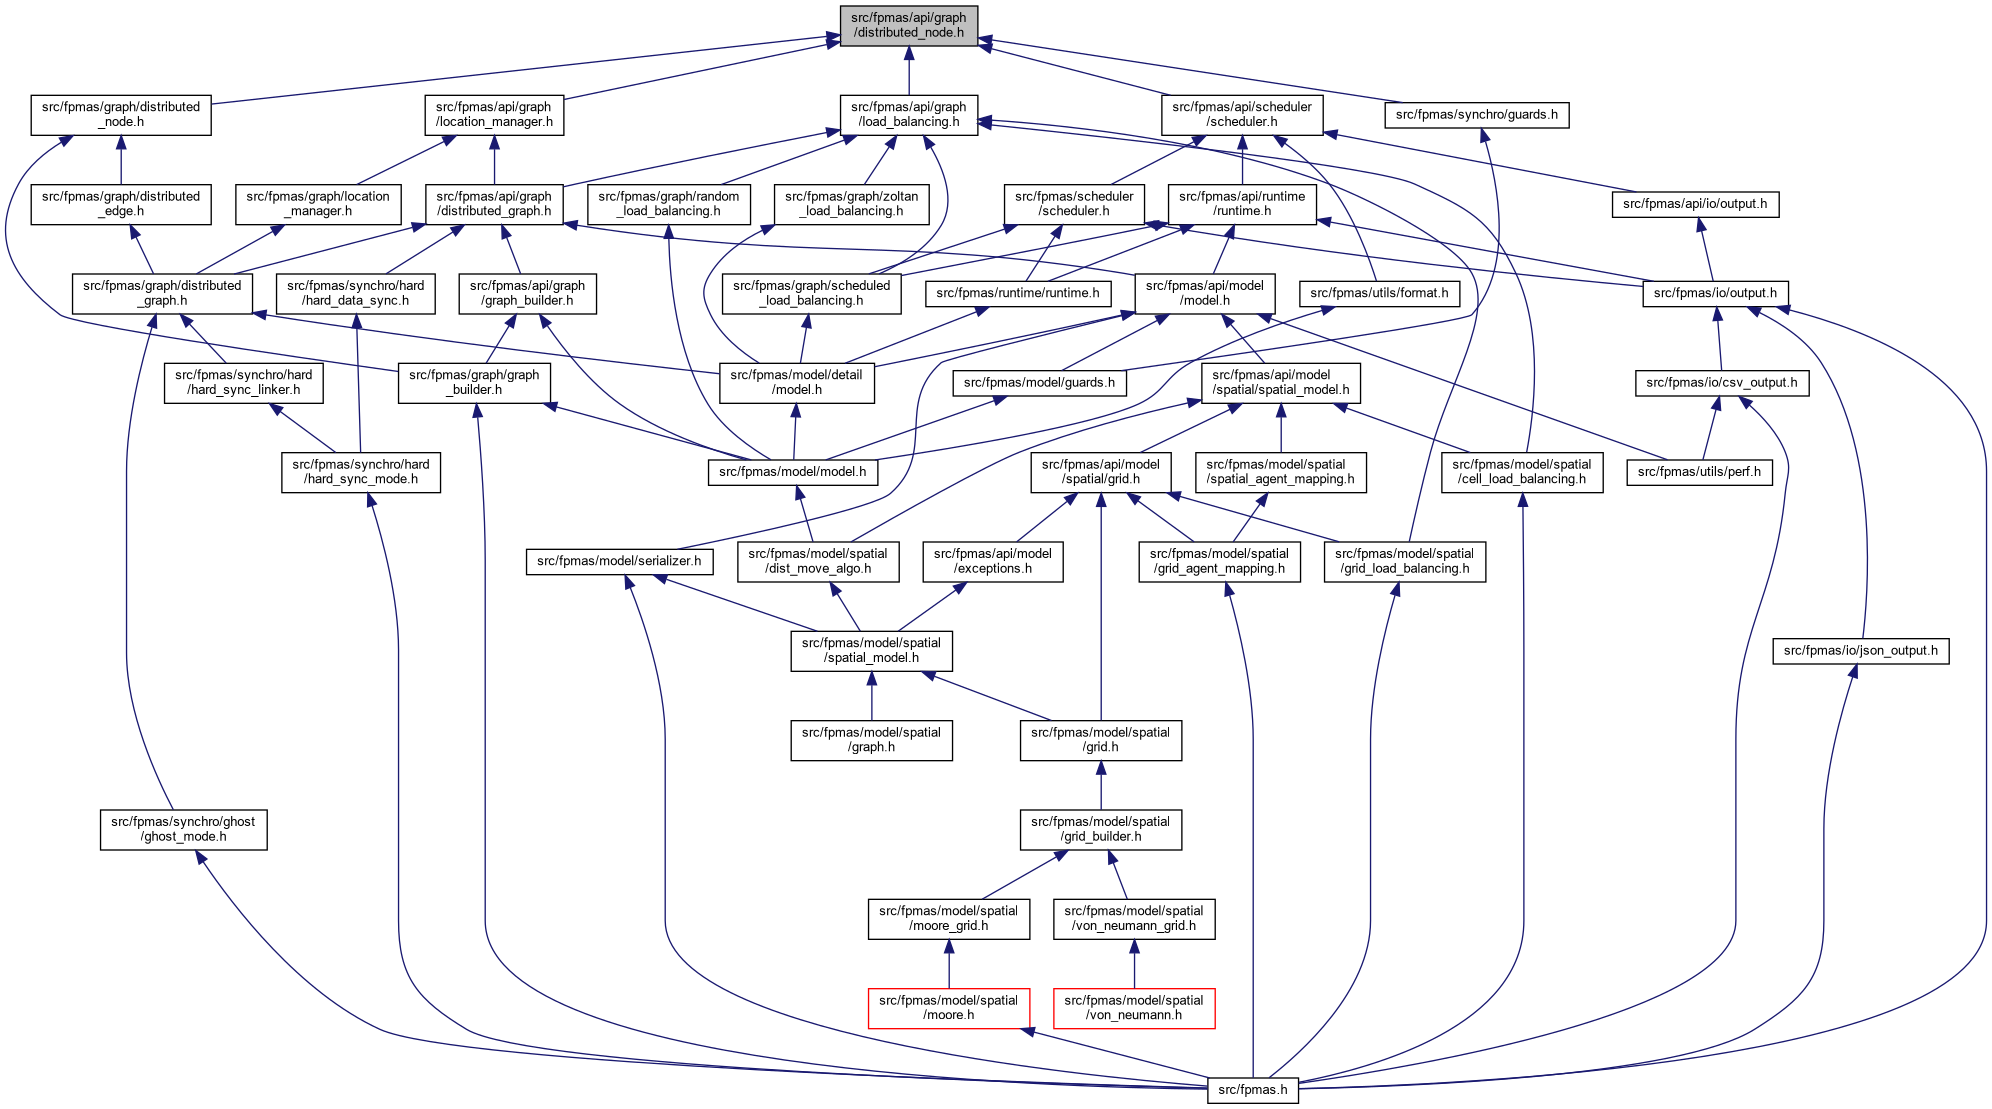 src/fpmas/api/graph
/distributed_node.h
src/fpmas/graph/distributed
_node.h
src/fpmas/api/graph
/location_manager.h
src/fpmas/api/graph
/load_balancing.h
src/fpmas/api/scheduler
/scheduler.h
src/fpmas/synchro/guards.h
src/fpmas/graph/distributed
_edge.h
src/fpmas/graph/location
_manager.h
src/fpmas/api/graph
/distributed_graph.h
src/fpmas/graph/random
_load_balancing.h
src/fpmas/graph/zoltan
_load_balancing.h
src/fpmas/scheduler
/scheduler.h
src/fpmas/api/runtime
/runtime.h
src/fpmas/api/io/output.h
src/fpmas/graph/distributed
_graph.h
src/fpmas/synchro/hard
/hard_data_sync.h
src/fpmas/api/graph
/graph_builder.h
src/fpmas/graph/scheduled
_load_balancing.h
src/fpmas/runtime/runtime.h
src/fpmas/api/model
/model.h
src/fpmas/utils/format.h
src/fpmas/io/output.h
src/fpmas/synchro/hard
/hard_sync_linker.h
src/fpmas/graph/graph
_builder.h
src/fpmas/model/detail
/model.h
src/fpmas/model/guards.h
src/fpmas/api/model
/spatial/spatial_model.h
src/fpmas/io/csv_output.h
src/fpmas/synchro/hard
/hard_sync_mode.h
src/fpmas/model/model.h
src/fpmas/api/model
/spatial/grid.h
src/fpmas/model/spatial
/spatial_agent_mapping.h
src/fpmas/model/spatial
/cell_load_balancing.h
src/fpmas/utils/perf.h
src/fpmas/model/serializer.h
src/fpmas/model/spatial
/dist_move_algo.h
src/fpmas/api/model
/exceptions.h
src/fpmas/model/spatial
/grid_agent_mapping.h
src/fpmas/model/spatial
/grid_load_balancing.h
src/fpmas/model/spatial
/spatial_model.h
src/fpmas/io/json_output.h
src/fpmas/model/spatial
/graph.h
src/fpmas/model/spatial
/grid.h
src/fpmas/synchro/ghost
/ghost_mode.h
src/fpmas/model/spatial
/grid_builder.h
src/fpmas/model/spatial
/moore_grid.h
src/fpmas/model/spatial
/von_neumann_grid.h
src/fpmas/model/spatial
/moore.h
src/fpmas/model/spatial
/von_neumann.h
src/fpmas.h